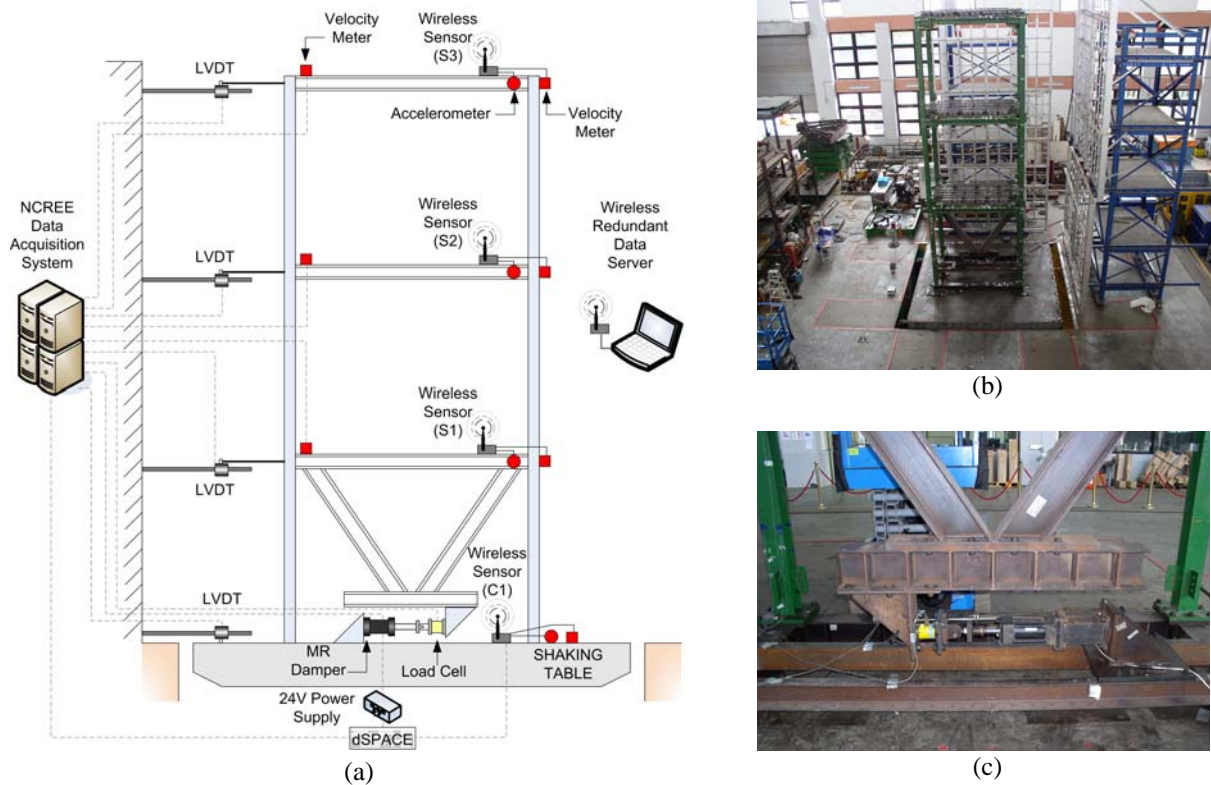 Velocity
Meter
Wireless
Sensor
(S3)
LVDT
Accelerometer
Velocity
Meter
NCREE
Data
Acquisition
System
LVDT
Wireless
Sensor
(S2)
Wireless
Redundant
Data
Server
Wireless
Sensor
(S1)
LVDT
Wireless
Sensor
(C1)
LVDT
MR
Damper
Load Cell
SHAKING
TABLE
24V Power
Supply
dSPACE
(a)
(b)
(c)